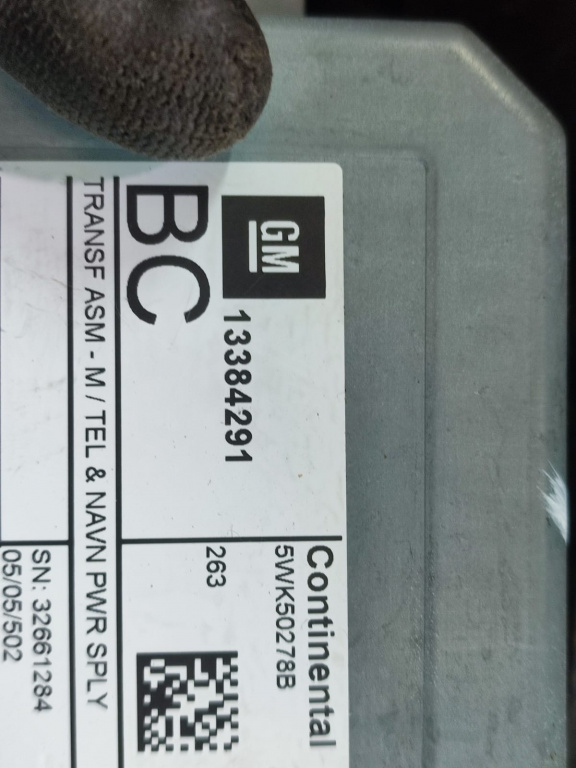 GM
13384291
BC
Continental
5WK50278B
263
TRANSF ASM - M / TEL & NAVN PWR SPLY
SN: 32661284
05/05/502